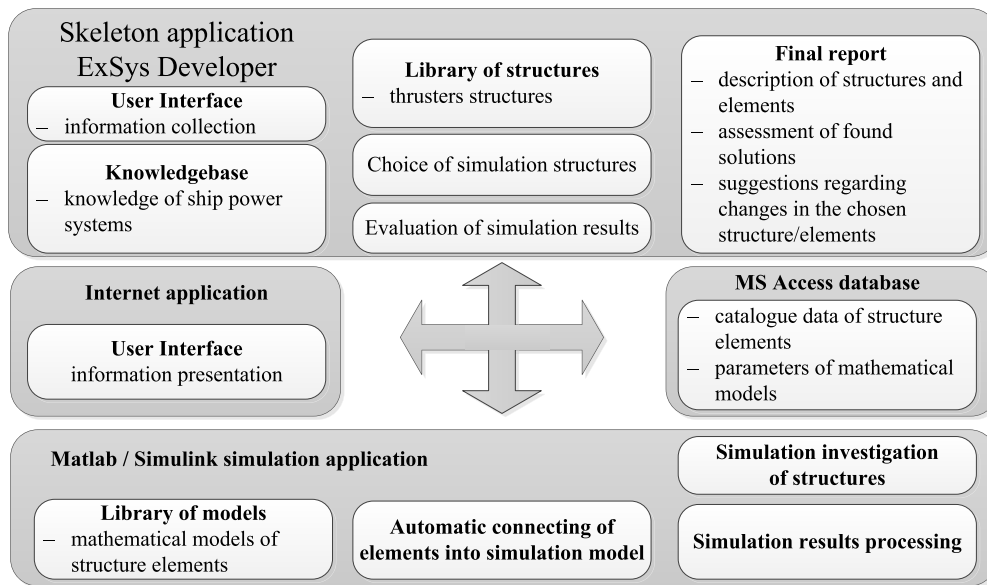 Skeleton application
ExSys Developer
User Interface
– information collection
Knowledgebase
– knowledge of ship power
systems
Library of structures
– thrusters structures
Choice of simulation structures
Evaluation of simulation results
Final report
– description of structures and
elements
– assessment of found
solutions
– suggestions regarding
changes in the chosen
structure/elements
Internet application
User Interface
information presentation
MS Access database
– catalogue data of structure
elements
– parameters of mathematical
models
Matlab / Simulink simulation application
Library of models
– mathematical models of
structure elements
Automatic connecting of
elements into simulation model
Simulation investigation
of structures
Simulation results processing